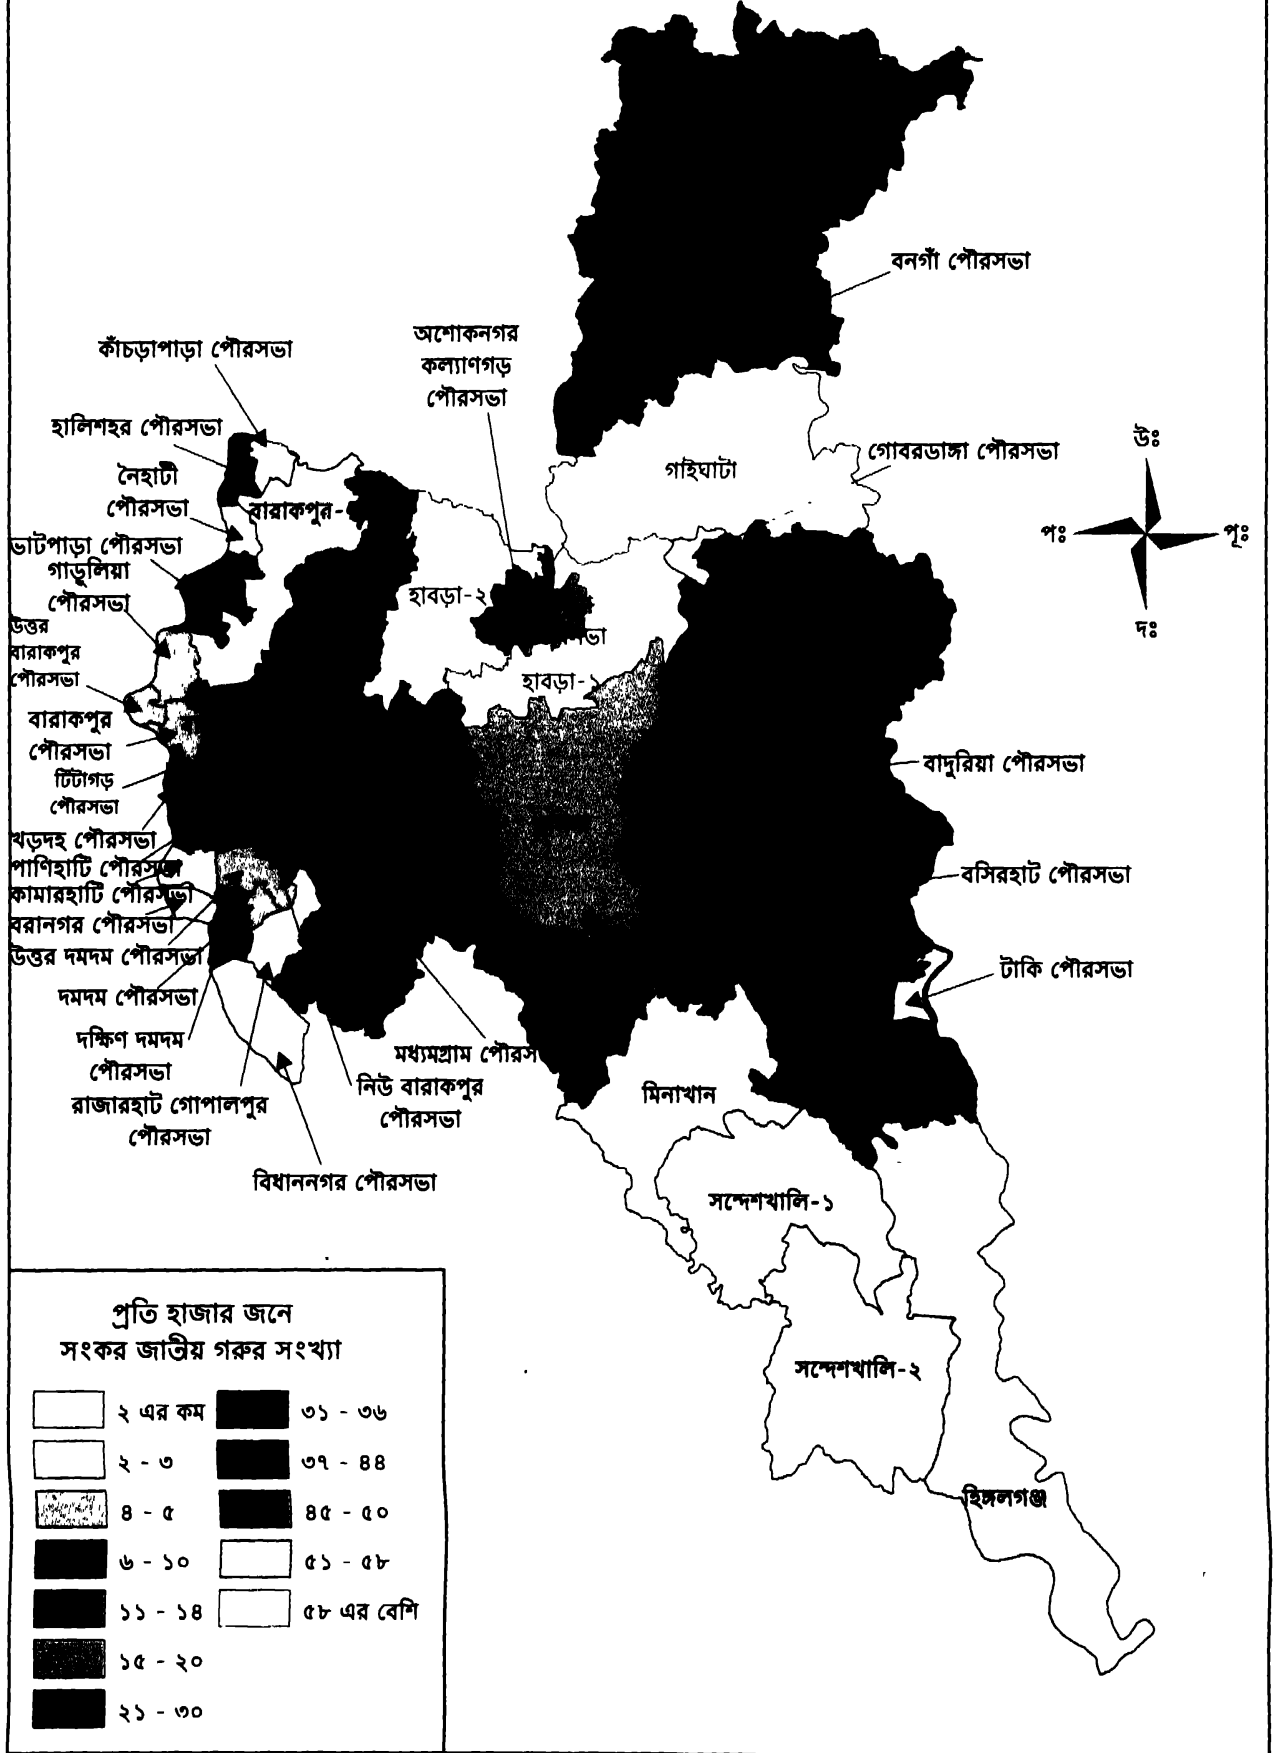 বনগাঁ পৌরসভা
অশোকনগর
কল্যাণগড়
পৌরসভা
কাঁচড়াপাড়া পৌরসভা
হালিশহর পৌরসভা
নৈহাটী
পৌরসভা
বারাকপুর-
ভাটপাড়া পৌরসভা
গাড়ুলিয়া
পৌরসভা
উত্তর
বারাকপুর
পৌরসভা
বারাকপুর
পৌরসভা
টিটাগড়
পৌরসভা
খড়দহ পৌরসভা
পাণিহাটি পৌরসভা
কামারহাটি পৌরসভা
বরানগর পৌরসভা
উত্তর দমদম পৌরসভা
দমদম পৌরসভা
দক্ষিণ দমদম
পৌরসভা
রাজারহাট গোপালপুর
পৌরসভা
বিধাননগর পৌরসভা
নিউ বারাকপুর
পৌরসভা
মধ্যমগ্রাম পৌরস
গাইঘাটা
গোবরডাঙ্গা পৌরসভা
হাবড়া-২
সভা
হাবড়া-১
উঃ
পঃ
পূঃ
দঃ
বাদুরিয়া পৌরসভা
বসিরহাট পৌরসভা
টাকি পৌরসভা
মিনাখান
সন্দেশখালি-১
সন্দেশখালি-২
হিঙ্গলগঞ্জ
প্রতি হাজার জনে
সংকর জাতীয় গরুর সংখ্যা
২ এর কম
২ - ৩
৪ - ৫
৬ - ১০
১১ - ১৪
১৫ - ২০
২১ - ৩০
৩১ - ৩৬
৩৭ - ৪৪
৪৫ - ৫০
৫১ - ৫৮
৫৮ এর বেশি